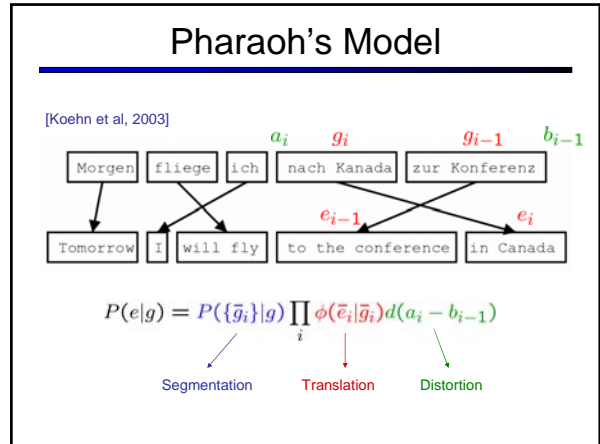 Pharaoh's Model
[Koehn et al, 2003]
a_i g_i g_{i−1} b_{i−1}
Morgen fliege ich nach Kanada zur Konferenz
e_{i−1} e_i
Tomorrow I will fly to the conference in Canada
P(e|g) = P({ḡ_i}|g) ∏_i ϕ(ē_i|ḡ_i)d(a_i − b_{i−1})
Segmentation Translation Distortion